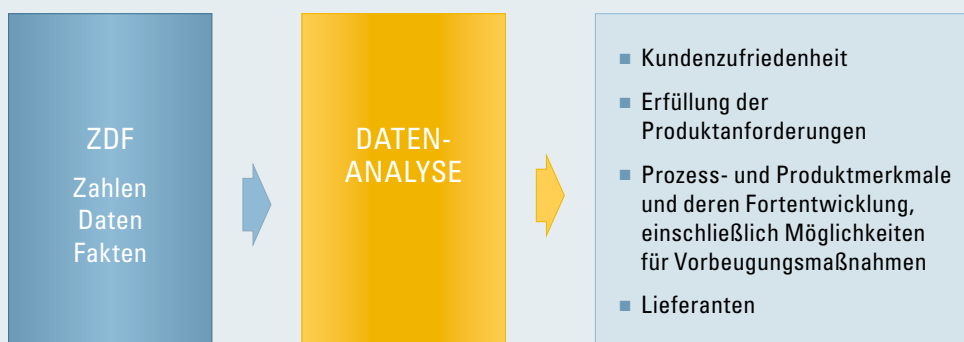 ZDF
Zahlen
Daten
Fakten
DATEN-
ANALYSE
Kundenzufriedenheit
Erfüllung der
Produktanforderungen
Prozess- und Produktmerkmale
und deren Fortentwicklung,
einschließlich Möglichkeiten
für Vorbeugungsmaßnahmen
Lieferanten